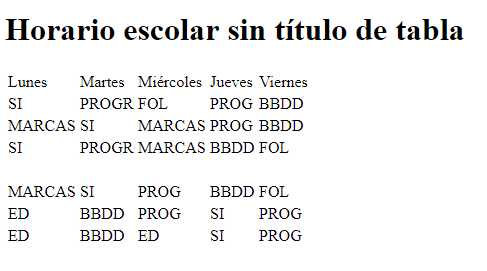 Horario escolar sin título de tabla
Lunes Martes Miércoles Jueves Viernes
SI PROGR FOL PROG BBDD
MARCAS SI MARCAS PROG BBDD
SI PROGR MARCAS BBDD FOL
MARCAS SI PROG BBDD FOL
ED BBDD PROG SI PROG
ED BBDD ED SI PROG